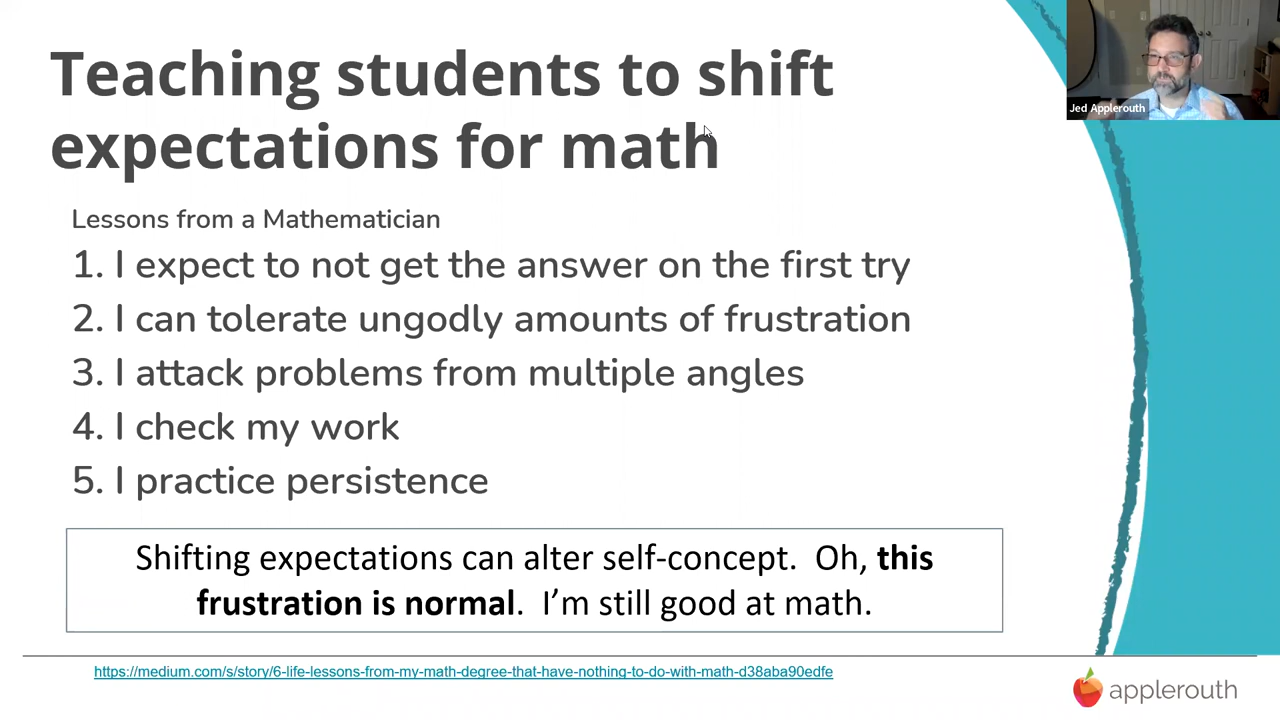 Teaching students to shift
expectations for math
Jed Applerouth
Lessons from a Mathematician
1. I expect to not get the answer on the first try
2. I can tolerate ungodly amounts of frustration
3. I attack problems from multiple angles
4. I check my work
5. I practice persistence
Shifting expectations can alter self-concept.  Oh, this
frustration is normal.  I’m still good at math.
https://medium.com/s/story/6-life-lessons-from-my-math-degree-that-have-nothing-to-do-with-math-d38aba90edfe
applerouth